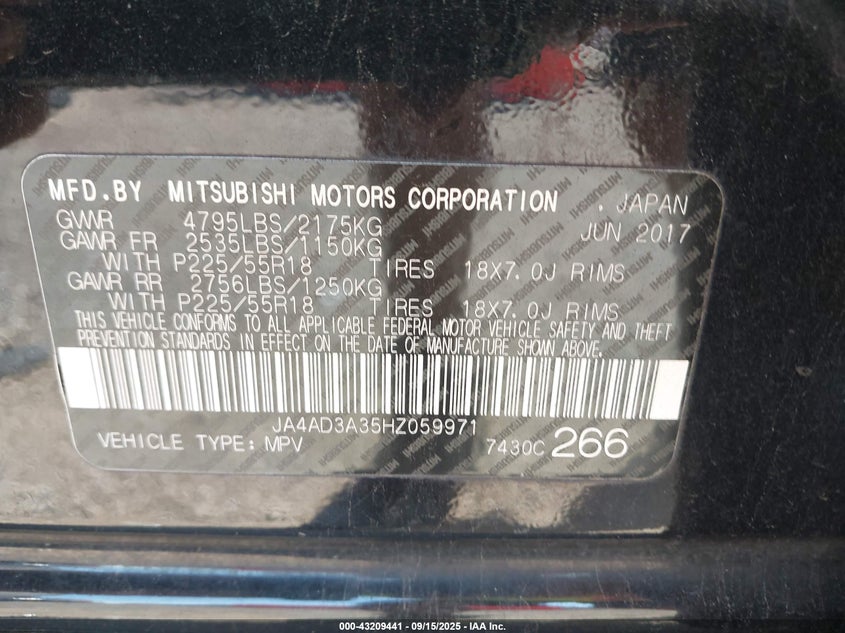 MFD.BY MITSUBISHI MOTORS CORPORATION . JAPAN
GVWR 4795LBS/2175KG JUN 2017
GAWR FR 2535LBS/1150KG
WITH P225/55R18 TIRES 18X7.0J RIMS
GAWR RR 2756LBS/1250KG
WITH P225/55R18 TIRES 18X7.0J RIMS
THIS VEHICLE CONFORMS TO ALL APPLICABLE FEDERAL MOTOR VEHICLE SAFETY AND THEFT
PREVENTION STANDARDS IN EFFECT ON THE DATE OF MANUFACTURE SHOWN ABOVE.
JA4AD3A35HZ059971
VEHICLE TYPE: MPV 7430C 266
000-43209441 - 09/15/2025 - IAA Inc.